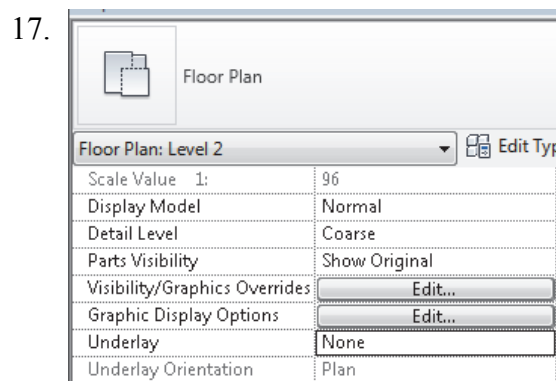 17.
Floor Plan
Floor Plan: Level 2 Edit Typ
Scale Value 1: 96
Display Model Normal
Detail Level Coarse
Parts Visibility Show Original
Visibility/Graphics Overrides Edit...
Graphic Display Options Edit...
Underlay None
Underlay Orientation Plan